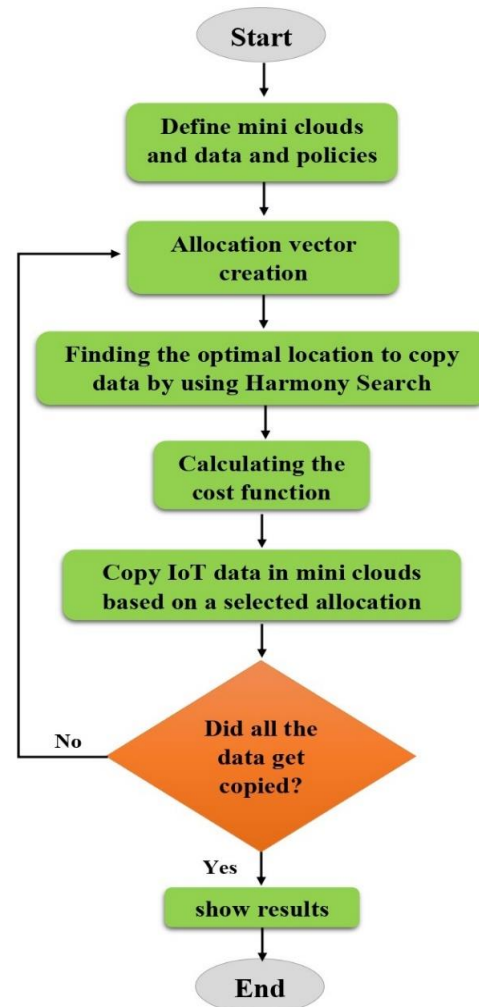 Start
Define mini clouds
and data and policies
Allocation vector
creation
Finding the optimal location to copy
data by using Harmony Search
Calculating the
cost function
Copy IoT data in mini clouds
based on a selected allocation
Did all the
data get
copied?
No
Yes
show results
End